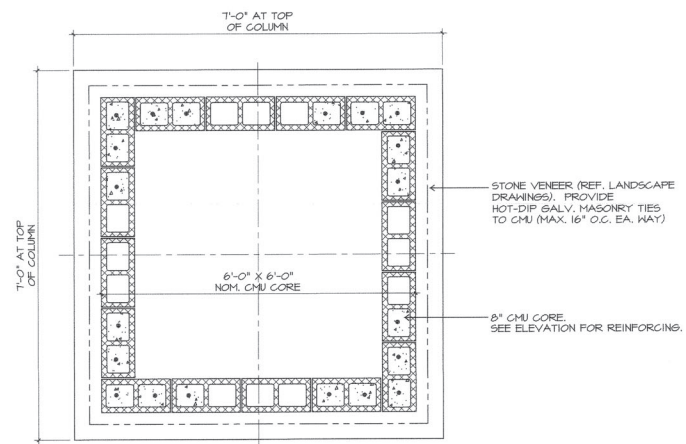 7'-0" AT TOP
OF COLUMN
7'-0" AT TOP
OF COLUMN
6'-0" X 6'-0"
NOM. CMU CORE
STONE VENEER (REF. LANDSCAPE
DRAWINGS). PROVIDE
HOT-DIP GALV. MASONRY TIES
TO CMU (MAX. 16" O.C. EA. WAY)
8" CMU CORE.
SEE ELEVATION FOR REINFORCING.